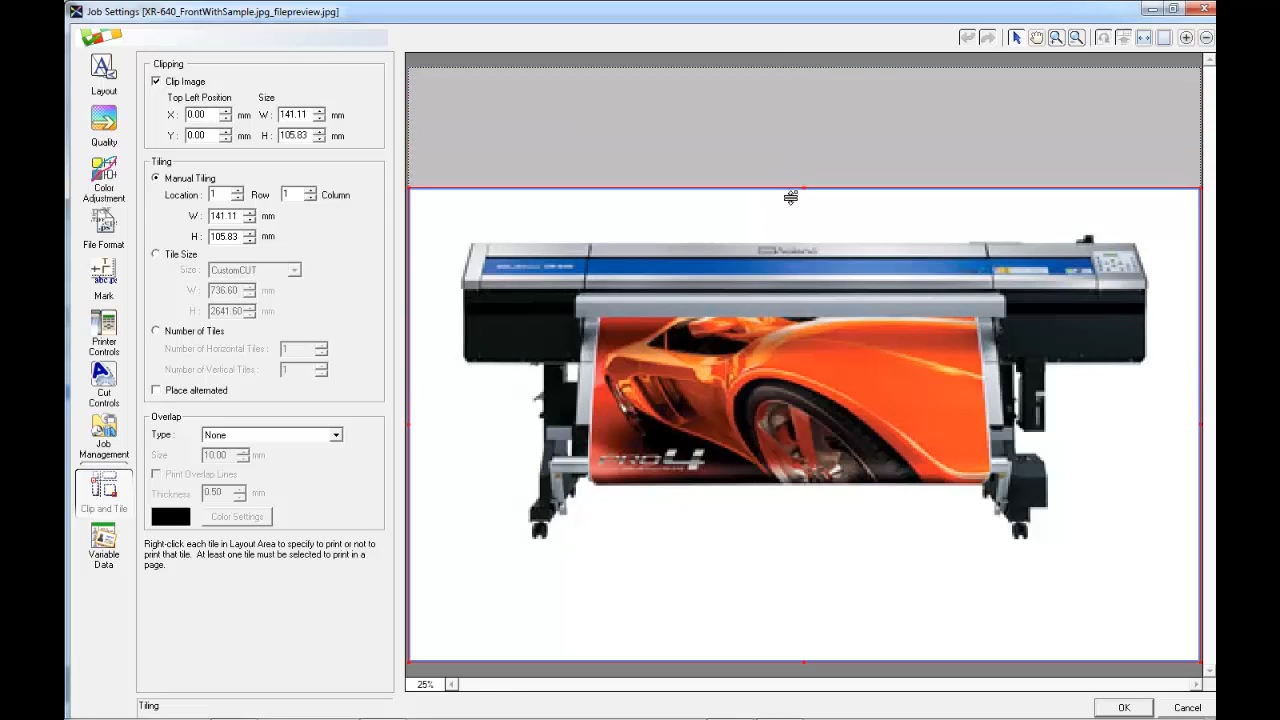 Job Settings [XR-640_FrontWithSample.jpg_filepreview.jpg]
Layout
Quality
Color
Adjustment
File Format
Mark
Printer
Controls
Cut
Controls
Job
Management
Clip and Tile
Variable
Data
Clipping
Clip Image
Top Left Position Size
X : 0.00 mm W : 141.11 mm
Y : 0.00 mm H : 105.83 mm
Tiling
Manual Tiling
Location : 1 Row 1 Column
W : 141.11 mm
H : 105.83 mm
Tile Size
Size : CustomCUT
W : 736.60 mm
H : 2641.60 mm
Number of Tiles
Number of Horizontal Tiles : 1
Number of Vertical Tiles : 1
Place alternated
Overlap
Type : None
Size 10.00 mm
Print Overlap Lines
Thickness 0.50 mm
Color Settings
Right-click each tile in Layout Area to specify to print or not to
print that tile. At least one tile must be selected to print in a
page.
Roland
PRO4
25%
Tiling
OK Cancel